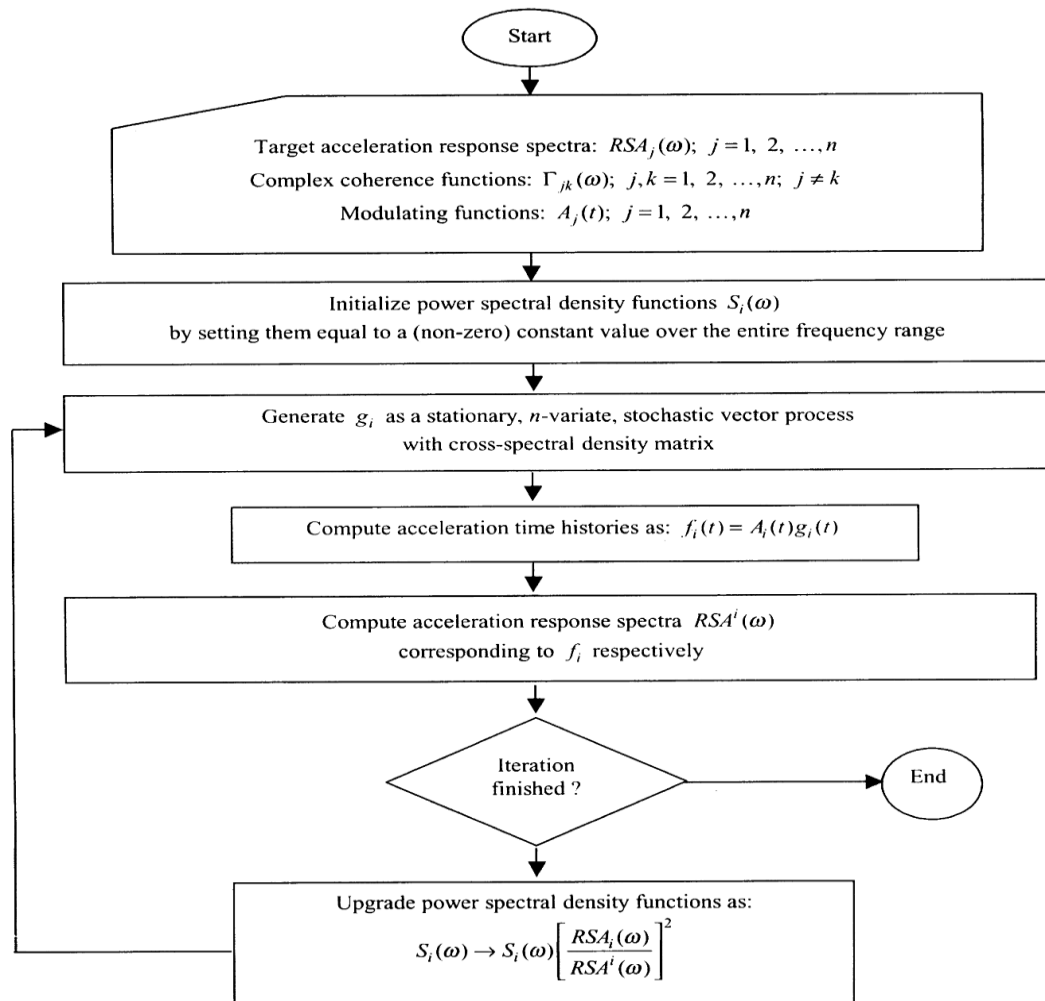 Start
Target acceleration response spectra: RSA_j(ω); j = 1, 2, ...,n
Complex coherence functions: Γ_jk(ω); j,k = 1, 2, ...,n; j ≠ k
Modulating functions: A_j(t); j = 1, 2, ...,n
Initialize power spectral density functions S_i(ω)
by setting them equal to a (non-zero) constant value over the entire frequency range
Generate g_i as a stationary, n-variate, stochastic vector process
with cross-spectral density matrix
Compute acceleration time histories as: f_i(t) = A_i(t)g_i(t)
Compute acceleration response spectra RSA^i(ω)
corresponding to f_i respectively
Iteration
finished ?
End
Upgrade power spectral density functions as:
S_i(ω) → S_i(ω)[RSA_i(ω)/RSA^i(ω)]^2